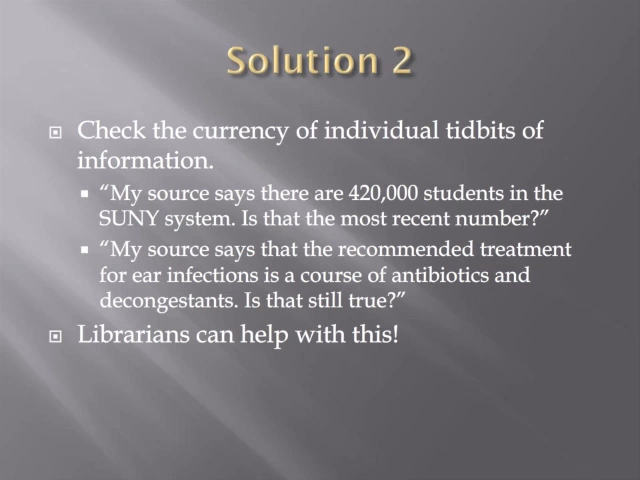 Solution 2
Check the currency of individual tidbits of
information.
“My source says there are 420,000 students in the
SUNY system. Is that the most recent number?”
“My source says that the recommended treatment
for ear infections is a course of antibiotics and
decongestants. Is that still true?”
Librarians can help with this!